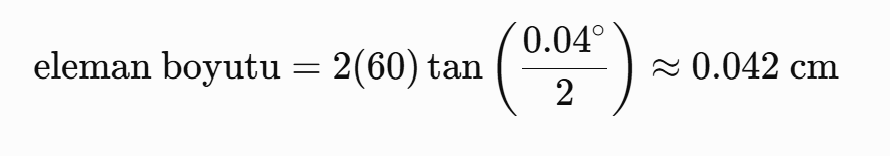 eleman boyutu = 2(60) tan (0.04°/2) ≈ 0.042 cm